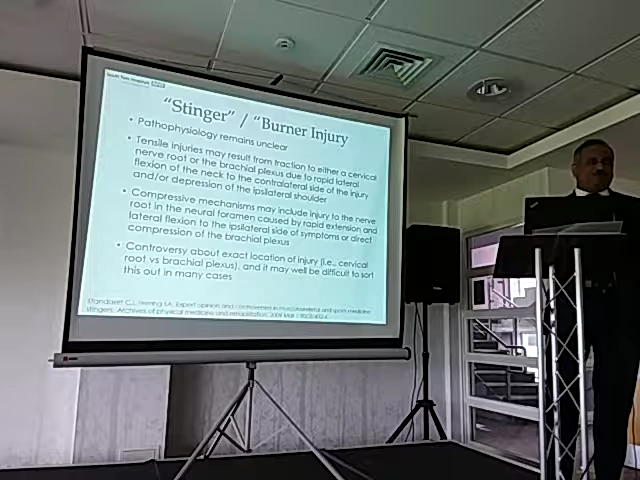 South Tees Hospitals NHS
"Stinger" / "Burner Injury
• Pathophysiology remains unclear
• Tensile injuries may result from traction to either a cervical
nerve root or the brachial plexus due to rapid lateral
flexion of the neck to the contralateral side of the injury
and/or depression of the ipsilateral shoulder
• Compressive mechanisms may include injury to the nerve
root in the neural foramen caused by rapid extension and
lateral flexion to the ipsilateral side of symptoms or direct
compression of the brachial plexus
• Controversy about exact location of injury (i.e., cervical
root vs brachial plexus), and it may well be difficult to sort
this out in many cases
Standaert CJ, Herring SA. Expert opinion and controversies in musculoskeletal and sports medicine:
stingers. Archives of physical medicine and rehabilitation. 2009 Mar